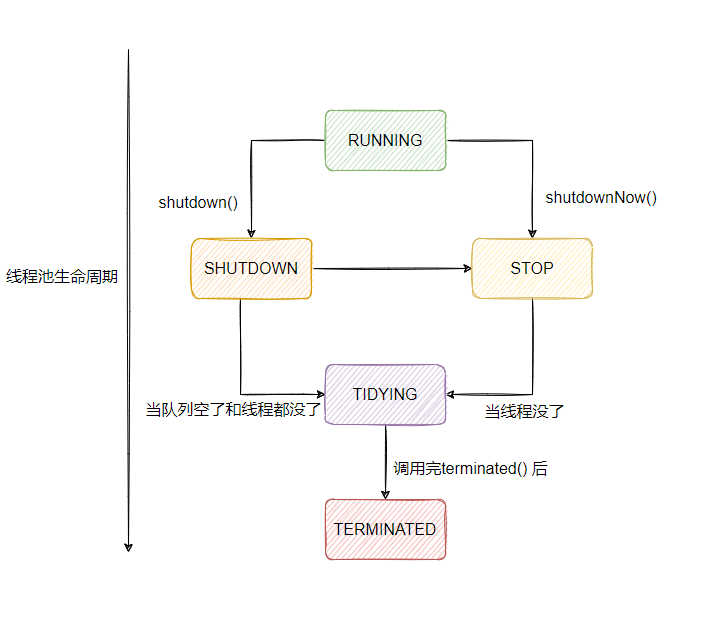 RUNNING
shutdown()
shutdownNow()
线程池生命周期
SHUTDOWN
STOP
TIDYING
当队列空了和线程都没了
当线程没了
调用完terminated() 后
TERMINATED